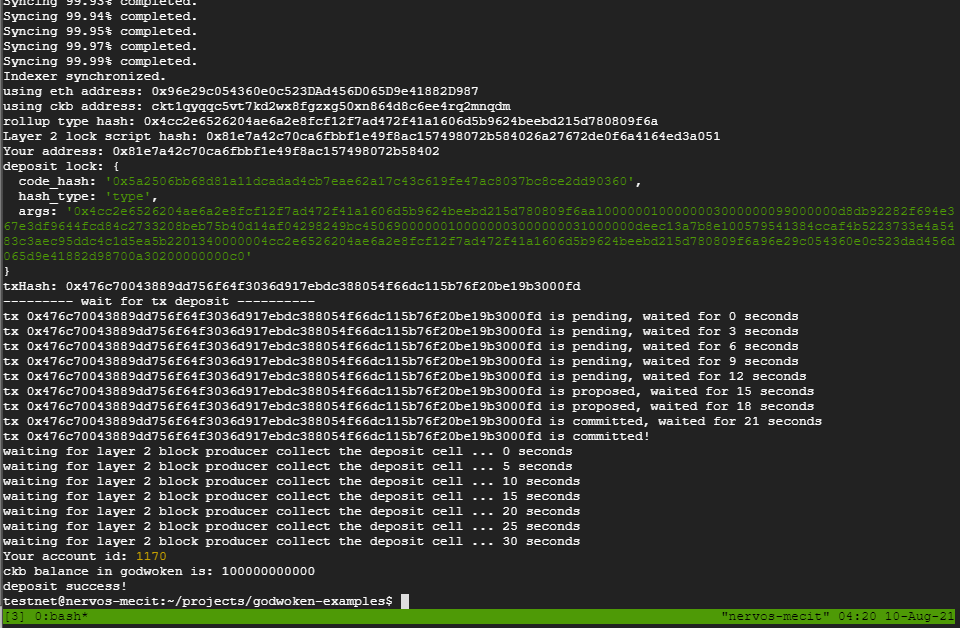 Syncing 99.93% completed.
Syncing 99.94% completed.
Syncing 99.95% completed.
Syncing 99.97% completed.
Syncing 99.99% completed.
Indexer synchronized.
using eth address: 0x96e29c054360e0c523DAd456D065D9e41882D987
using ckb address: ckt1qyqqc5vt7kd2wx8fgzxg50xn864d8c6ee4rq2mnqdm
rollup type hash: 0x4cc2e6526204ae6a2e8fcf12f7ad472f41a1606d5b9624beebd215d780809f6a
Layer 2 lock script hash: 0x81e7a42c70ca6fbbf1e49f8ac157498072b584026a27672de0f6a4164ed3a051
Your address: 0x81e7a42c70ca6fbbf1e49f8ac157498072b58402
deposit lock: {
  code_hash: '0x5a2506bb68d81a11dcadad4cb7eae62a17c43c619fe47ac8037bc8ce2dd90360',
  hash_type: 'type',
  args: '0x4cc2e6526204ae6a2e8fcf12f7ad472f41a1606d5b9624beebd215d780809f6aa10000001000000003000000099000000d8db92282f694e3
67e3df9644fcd84c2733208beb75b40d14af04298249bc450690000001000000003000000031000000deec13a7b8e100579541384ccaf4b5223733e4a54
83c3aec95ddc4c1d5ea5b2201340000004cc2e6526204ae6a2e8fcf12f7ad472f41a1606d5b9624beebd215d780809f6a96e29c054360e0c523dad456d
065d9e41882d98700a30200000000c0'
}
txHash: 0x476c70043889dd756f64f3036d917ebdc388054f66dc115b76f20be19b3000fd
--------- wait for tx deposit ----------
tx 0x476c70043889dd756f64f3036d917ebdc388054f66dc115b76f20be19b3000fd is pending, waited for 0 seconds
tx 0x476c70043889dd756f64f3036d917ebdc388054f66dc115b76f20be19b3000fd is pending, waited for 3 seconds
tx 0x476c70043889dd756f64f3036d917ebdc388054f66dc115b76f20be19b3000fd is pending, waited for 6 seconds
tx 0x476c70043889dd756f64f3036d917ebdc388054f66dc115b76f20be19b3000fd is pending, waited for 9 seconds
tx 0x476c70043889dd756f64f3036d917ebdc388054f66dc115b76f20be19b3000fd is pending, waited for 12 seconds
tx 0x476c70043889dd756f64f3036d917ebdc388054f66dc115b76f20be19b3000fd is proposed, waited for 15 seconds
tx 0x476c70043889dd756f64f3036d917ebdc388054f66dc115b76f20be19b3000fd is proposed, waited for 18 seconds
tx 0x476c70043889dd756f64f3036d917ebdc388054f66dc115b76f20be19b3000fd is committed, waited for 21 seconds
tx 0x476c70043889dd756f64f3036d917ebdc388054f66dc115b76f20be19b3000fd is committed!
waiting for layer 2 block producer collect the deposit cell ... 0 seconds
waiting for layer 2 block producer collect the deposit cell ... 5 seconds
waiting for layer 2 block producer collect the deposit cell ... 10 seconds
waiting for layer 2 block producer collect the deposit cell ... 15 seconds
waiting for layer 2 block producer collect the deposit cell ... 20 seconds
waiting for layer 2 block producer collect the deposit cell ... 25 seconds
waiting for layer 2 block producer collect the deposit cell ... 30 seconds
Your account id: 1170
ckb balance in godwoken is: 100000000000
deposit success!
testnet@nervos-mecit:~/projects/godwoken-examples$
[3] 0:bash* "nervos-mecit" 04:20 10-Aug-21